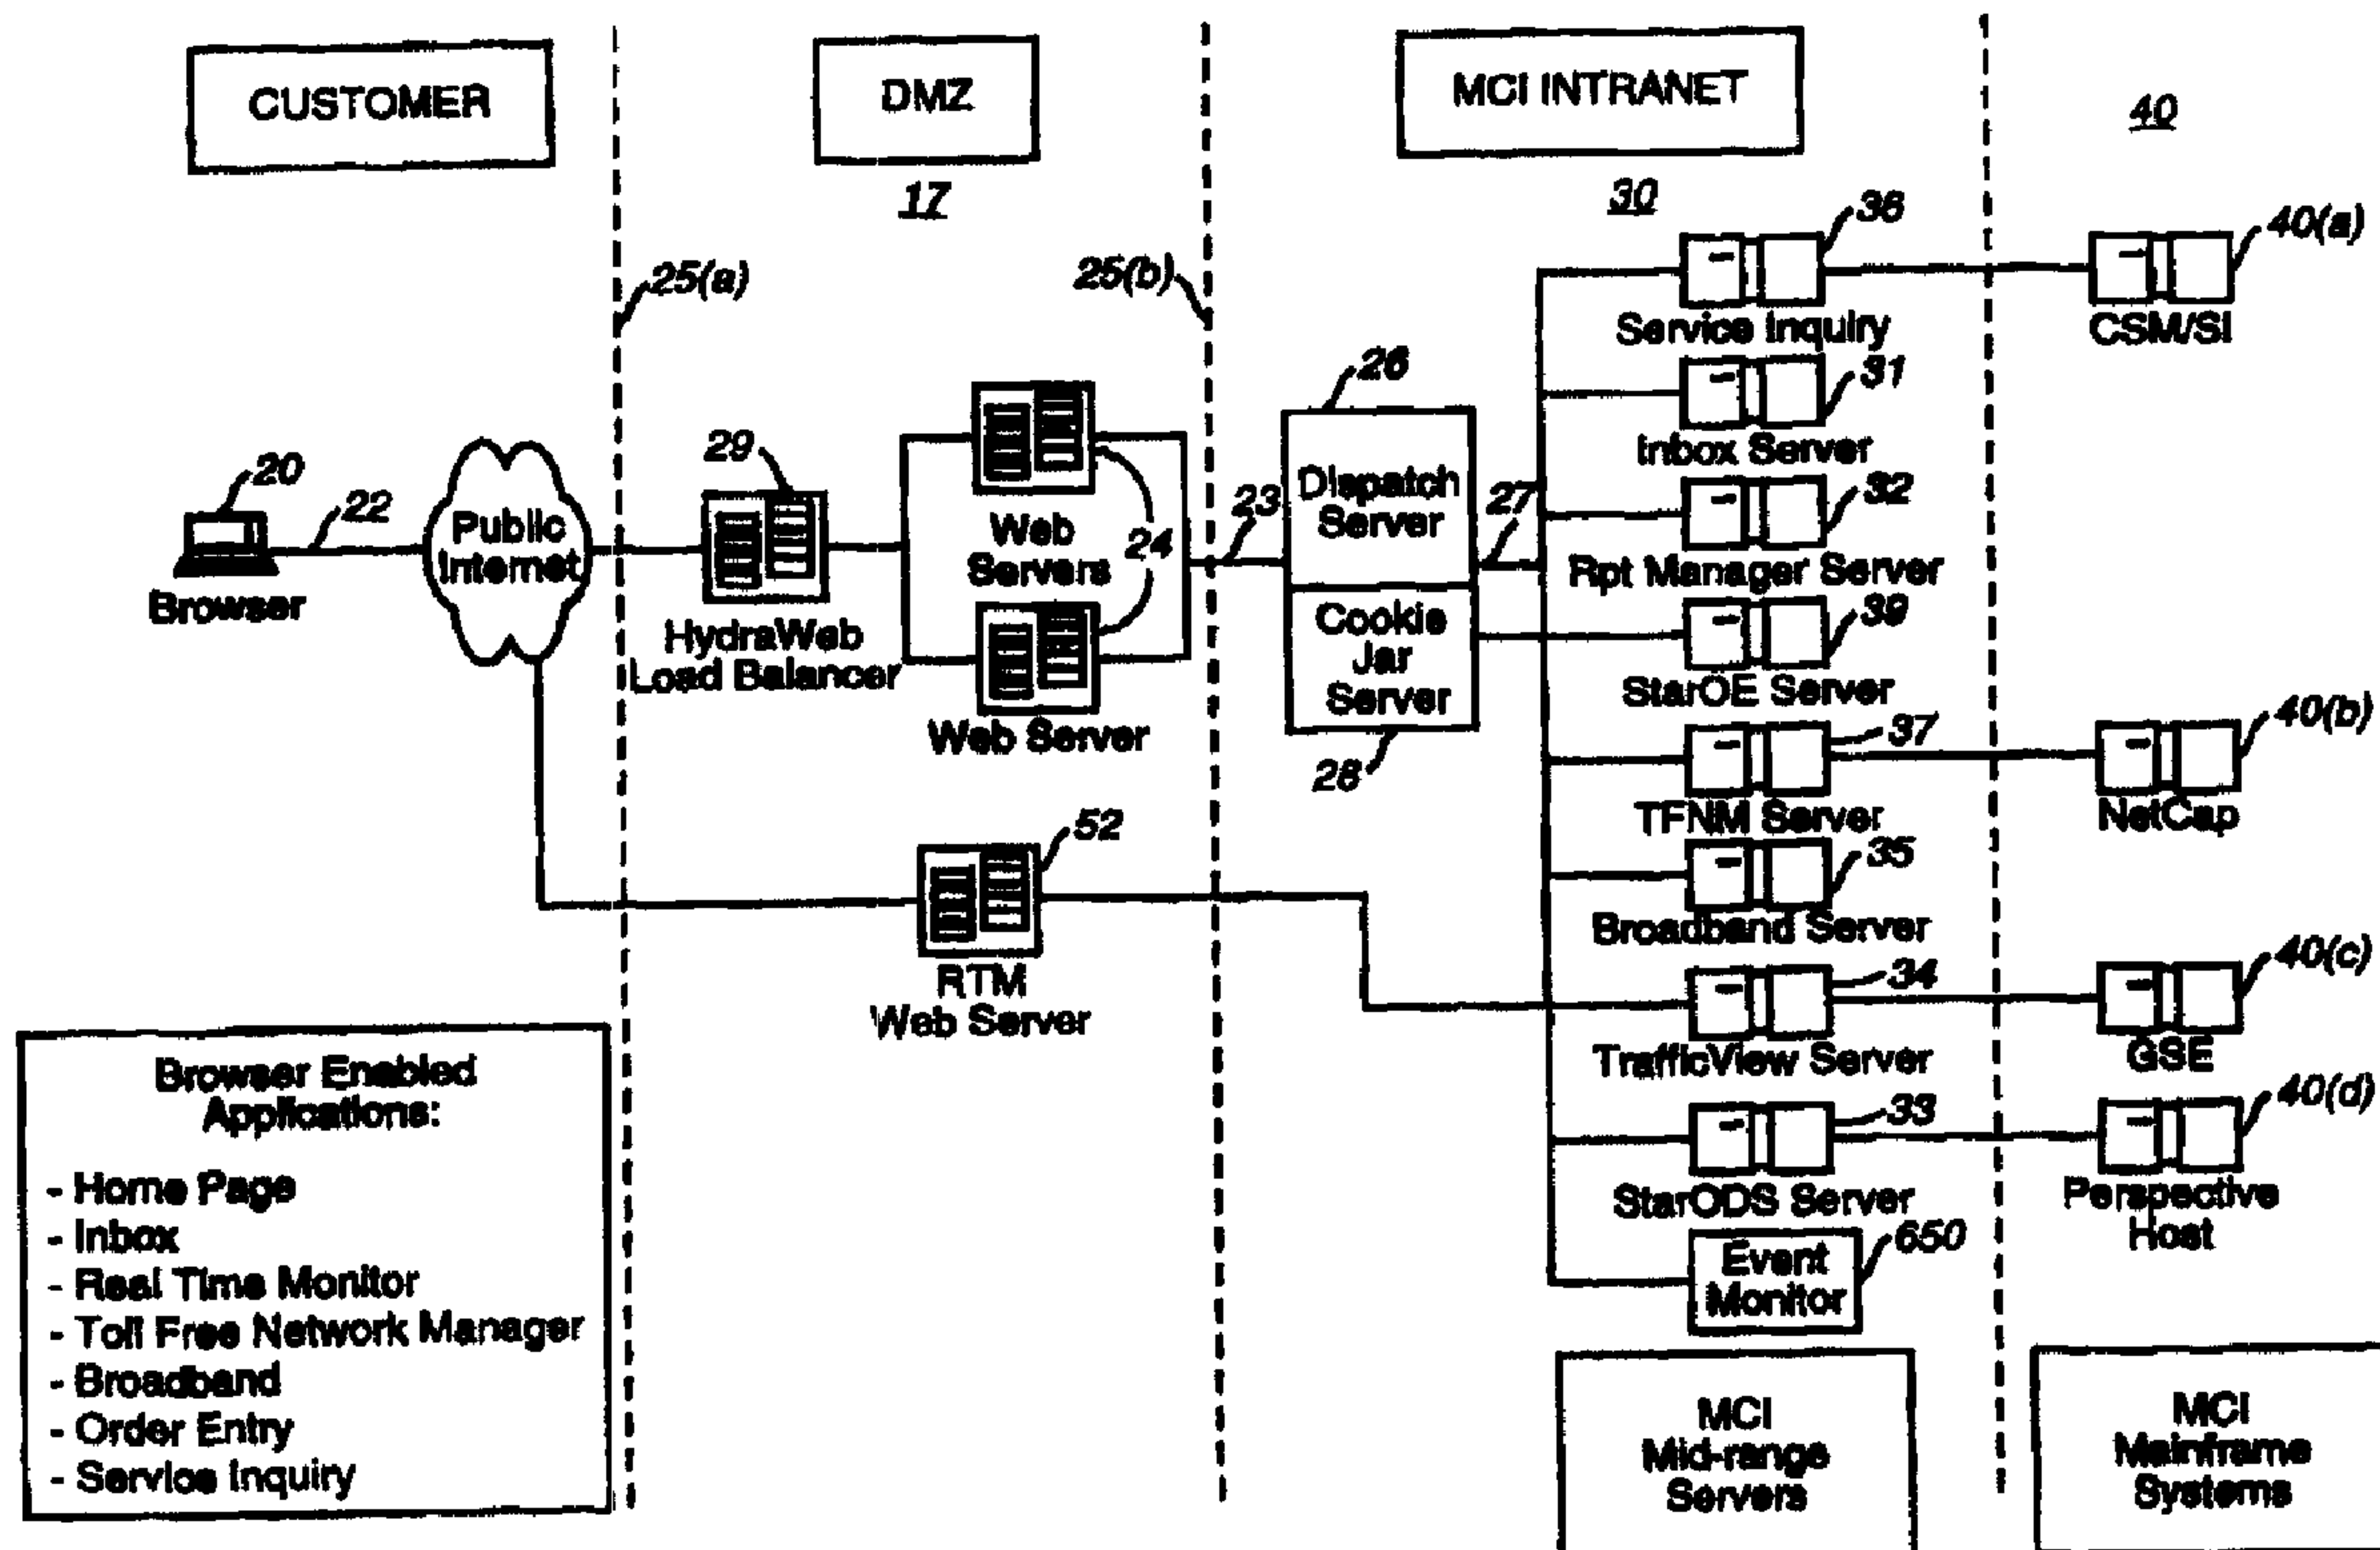 CUSTOMER
DMZ
17
MCI INTRANET
30
40
25(a)
25(b)
36
Service Inquiry
40(a)
CSM/SI
31
Inbox Server
32
Rpt Manager Server
39
StarOE Server
37
TFNM Server
40(b)
NetCap
35
Broadband Server
34
TrafficView Server
40(c)
GSE
33
StarODS Server
40(d)
Perspective
Host
Event
Monitor
650
20
Browser
22
Public
Internet
29
HydraWeb
Load Balancer
Web
Servers
24
Web Server
23
26
Dispatch
Server
27
Cookie
Jar
Server
28
52
RTM
Web Server
Browser Enabled
Applications:
- Home Page
- Inbox
- Real Time Monitor
- Toll Free Network Manager
- Broadband
- Order Entry
- Service Inquiry
MCI
Mid-range
Servers
MCI
Mainframe
Systems